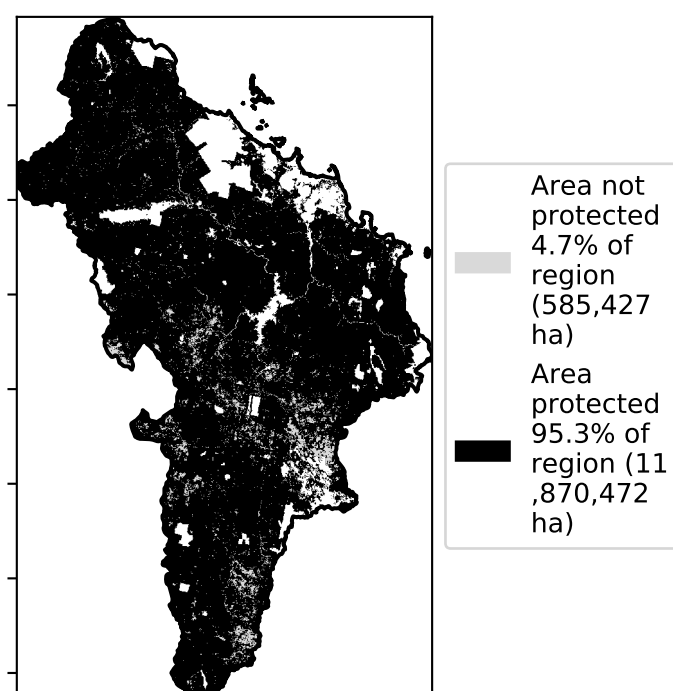 Area not
protected
4.7% of
region
(585,427
ha)
Area
protected
95.3% of
region (11
,870,472
ha)